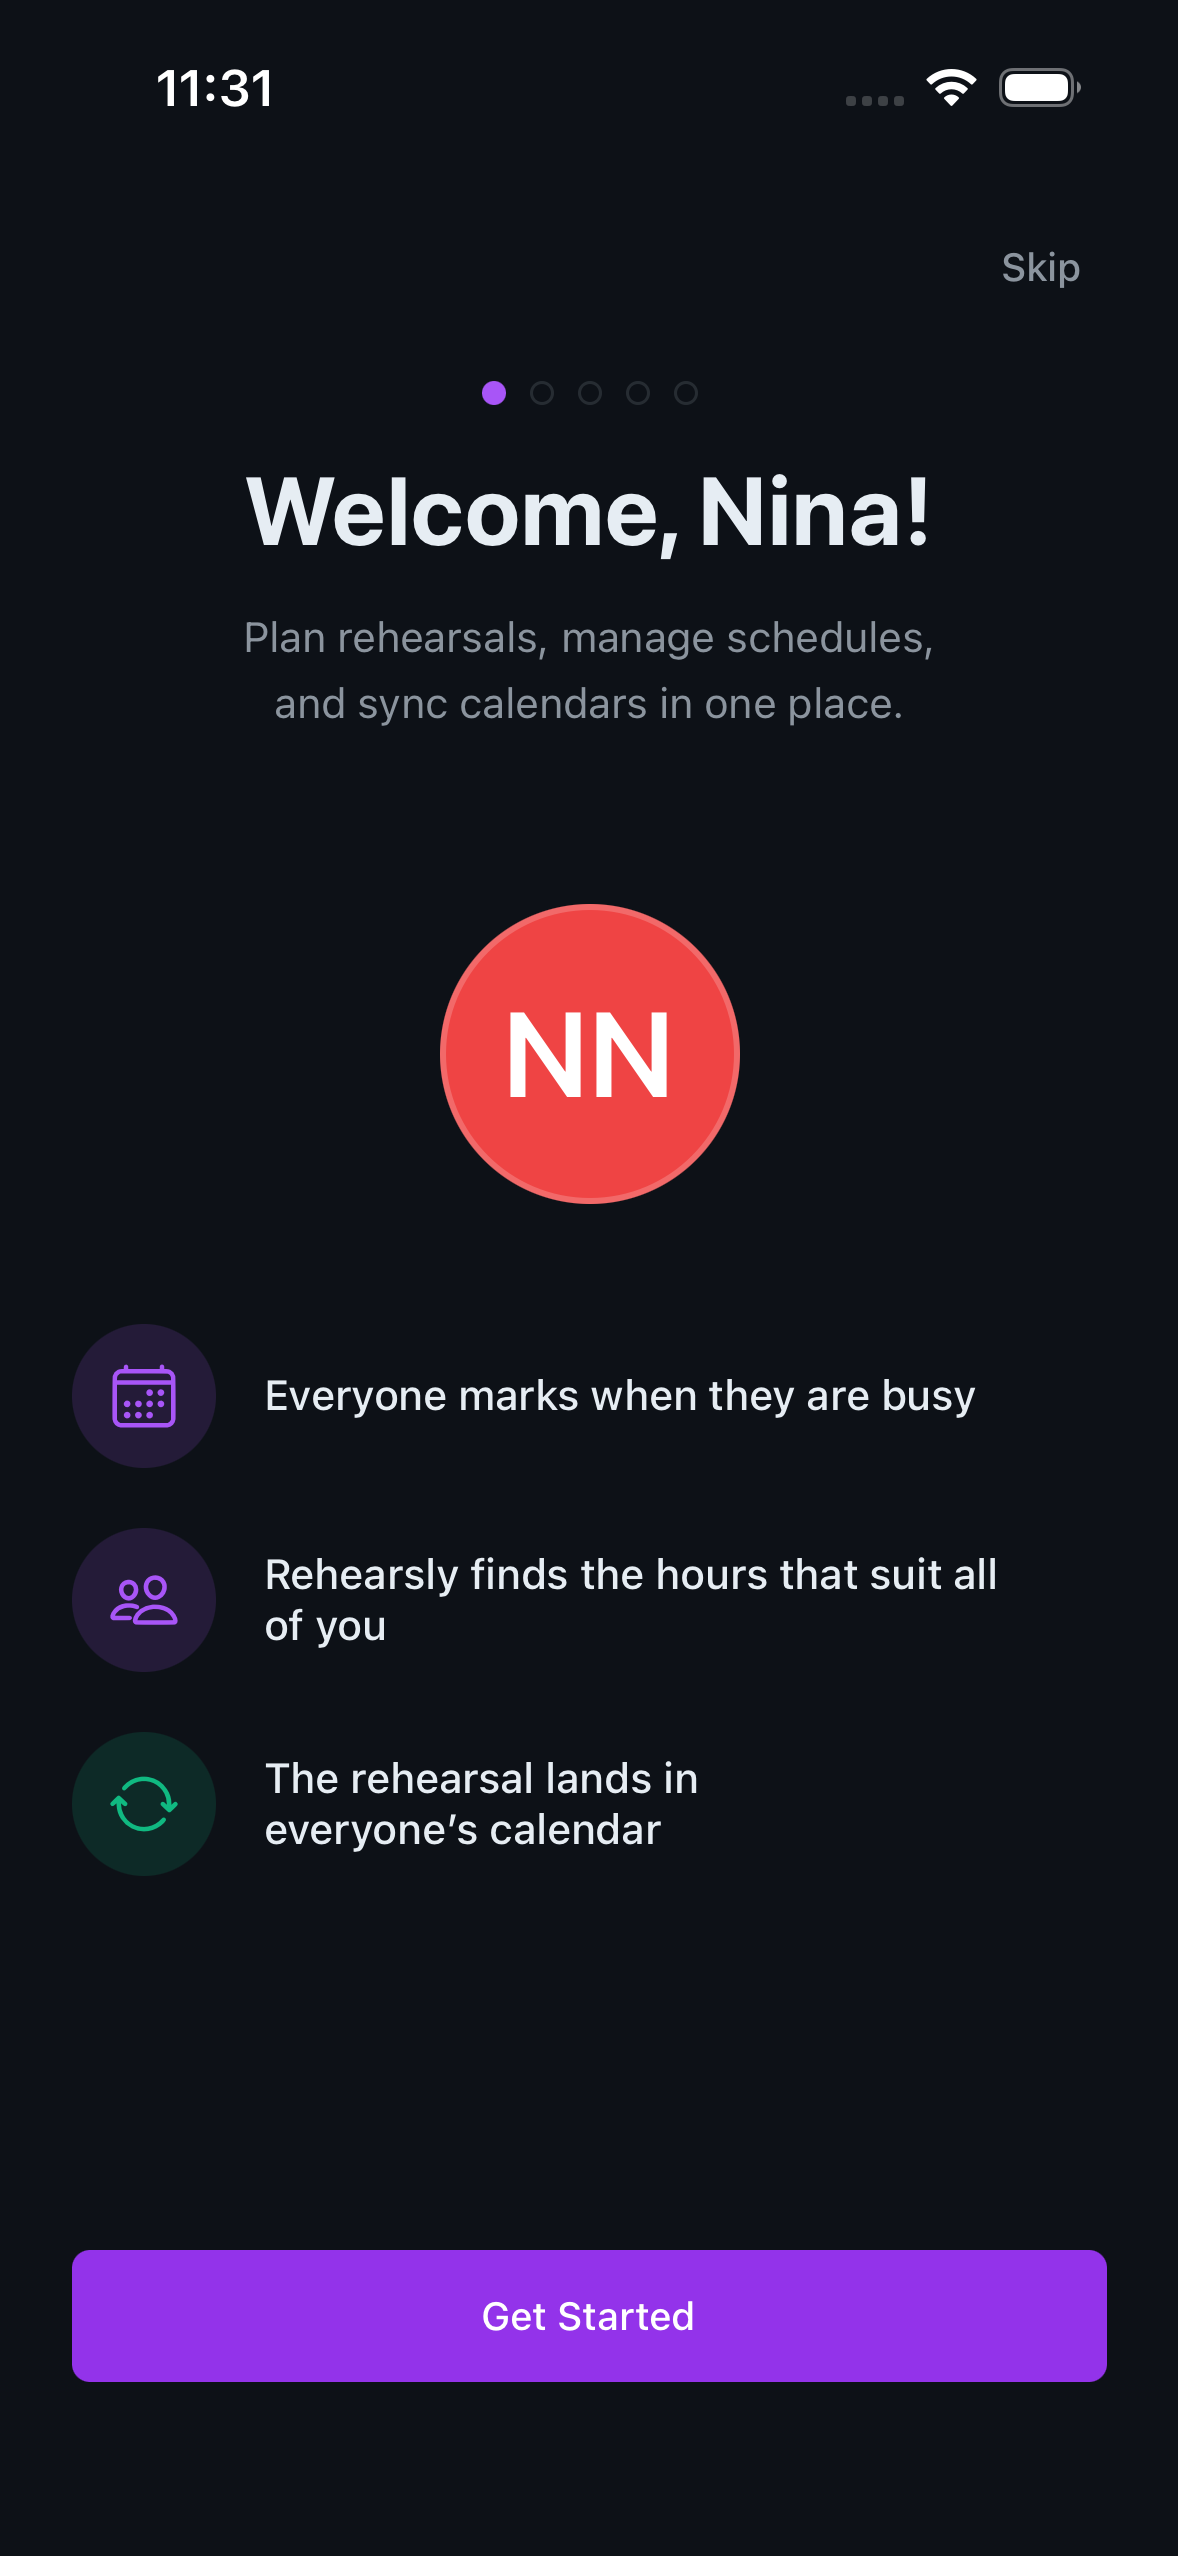 11:31
Skip
Welcome, Nina!
Plan rehearsals, manage schedules,
and sync calendars in one place.
NN
Everyone marks when they are busy
Rehearsly finds the hours that suit all
of you
The rehearsal lands in
everyone’s calendar
Get Started